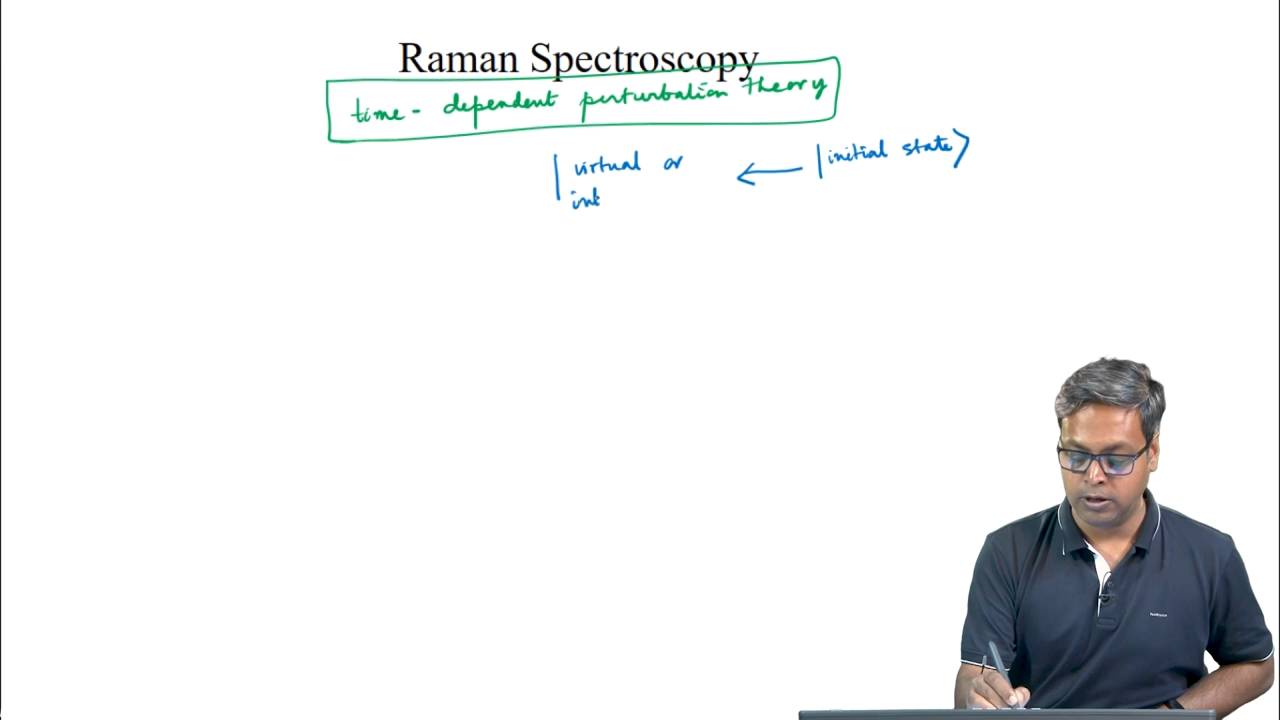 Raman Spectroscopy
time - dependent perturbation theory
| virtual or ← |initial state⟩
int